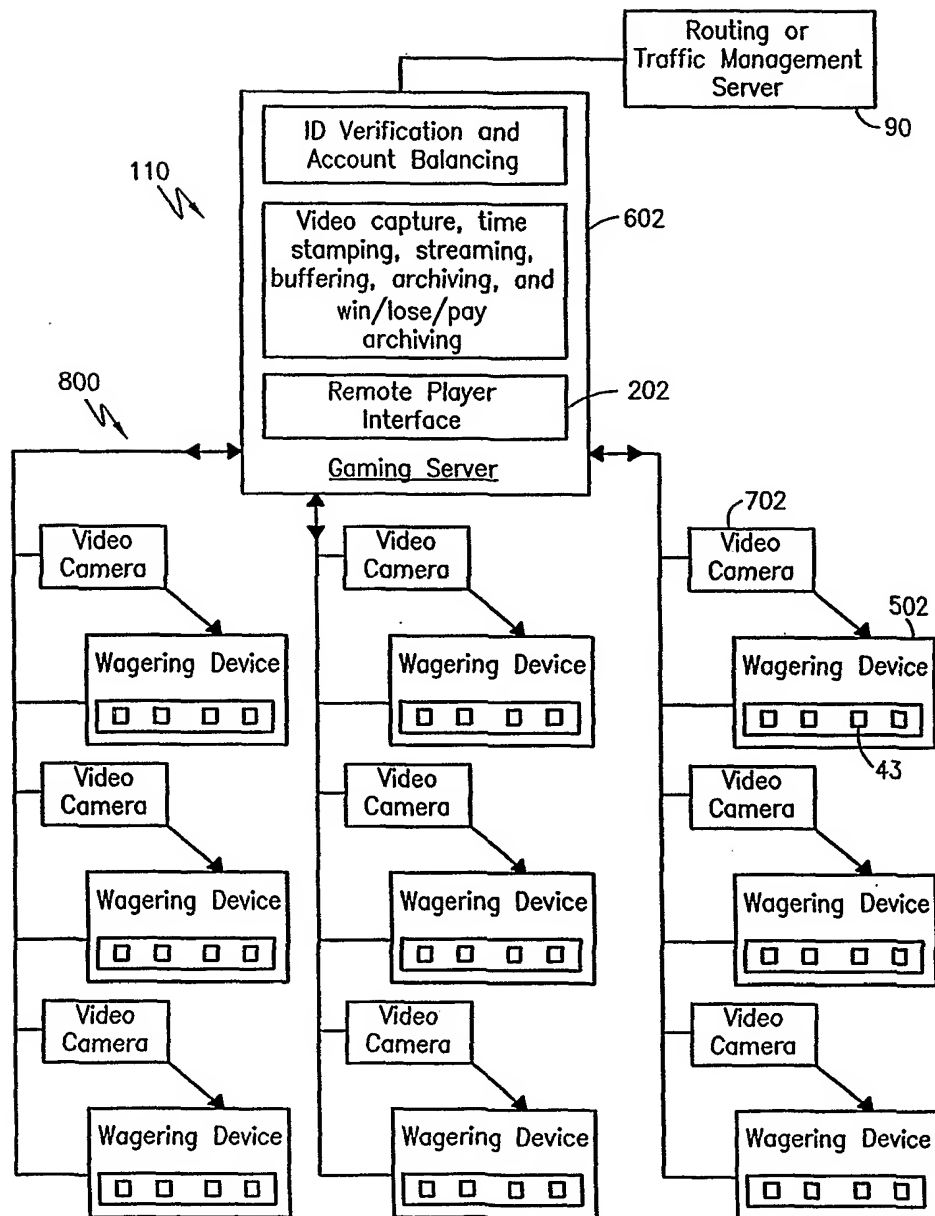 Routing or
Traffic Management
Server
90
ID Verification and
Account Balancing
110
602
Video capture, time
stamping, streaming,
buffering, archiving, and
win/lose/pay
archiving
800
Remote Player
Interface
202
Gaming Server
702
Video
Camera
Video
Camera
Video
Camera
502
Wagering Device
Wagering Device
Wagering Device
43
Video
Camera
Video
Camera
Video
Camera
Wagering Device
Wagering Device
Wagering Device
Video
Camera
Video
Camera
Video
Camera
Wagering Device
Wagering Device
Wagering Device